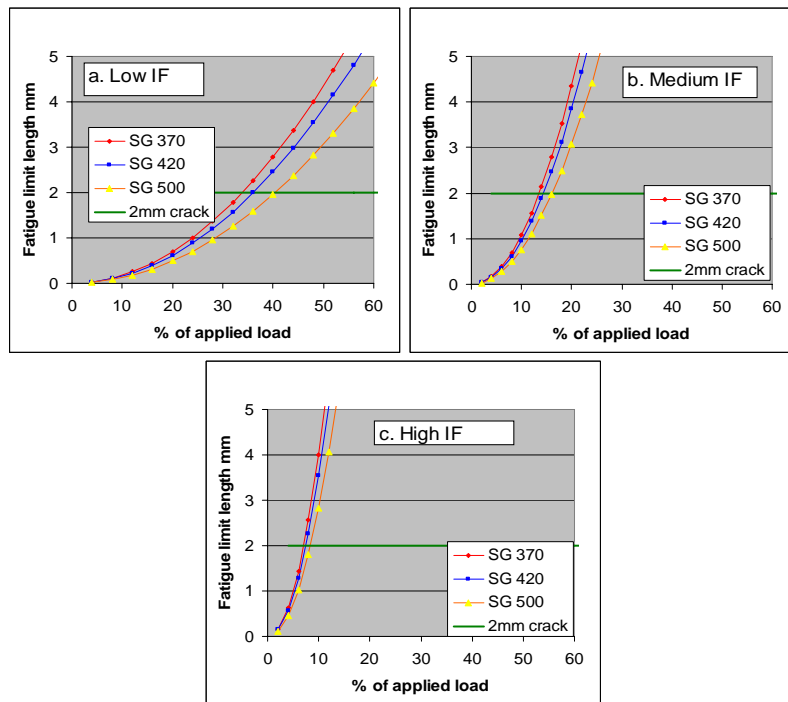 a. Low IF
Fatigue limit length mm
5
4
3
2
1
0
SG 370
SG 420
SG 500
2mm crack
0 10 20 30 40 50 60
% of applied load
b. Medium IF
Fatigue limit length mm
5
4
3
2
1
0
SG 370
SG 420
SG 500
2mm crack
0 10 20 30 40 50 60
% of applied load
c. High IF
Fatigue limit length mm
5
4
3
2
1
0
SG 370
SG 420
SG 500
2mm crack
0 10 20 30 40 50 60
% of applied load